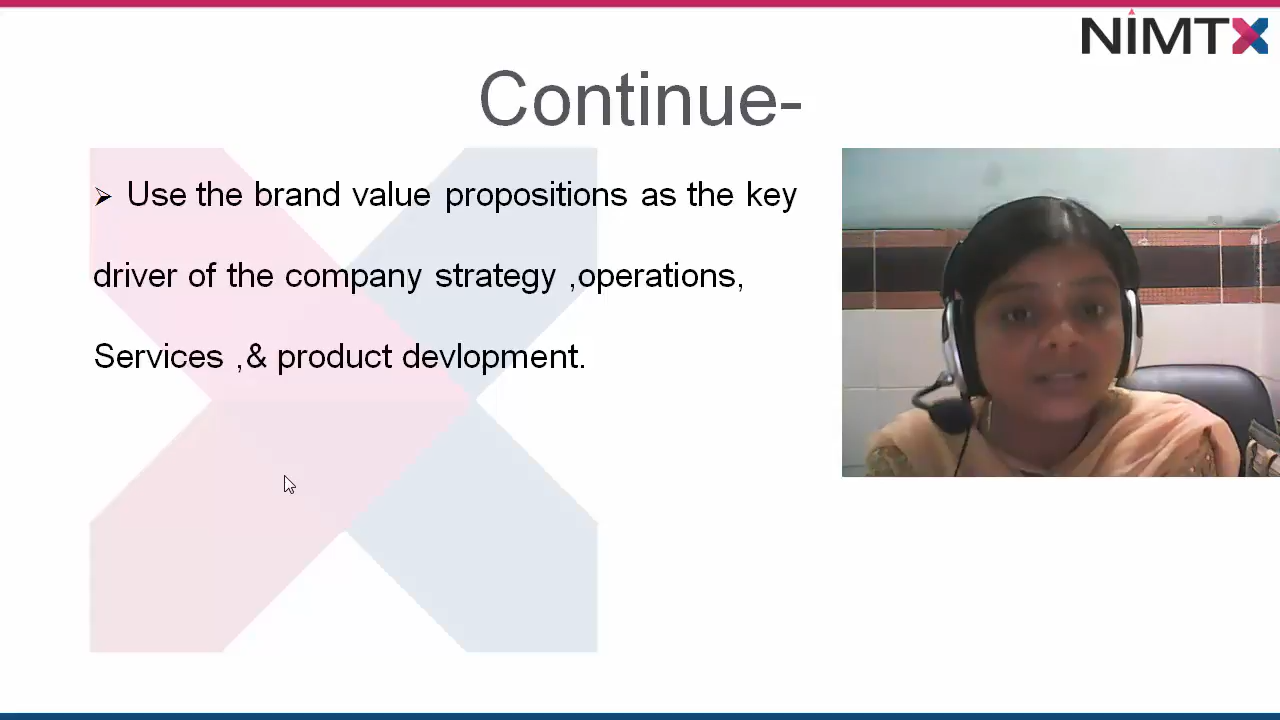 NIMTX
Continue-
➢ Use the brand value propositions as the key
driver of the company strategy ,operations,
Services ,& product devlopment.